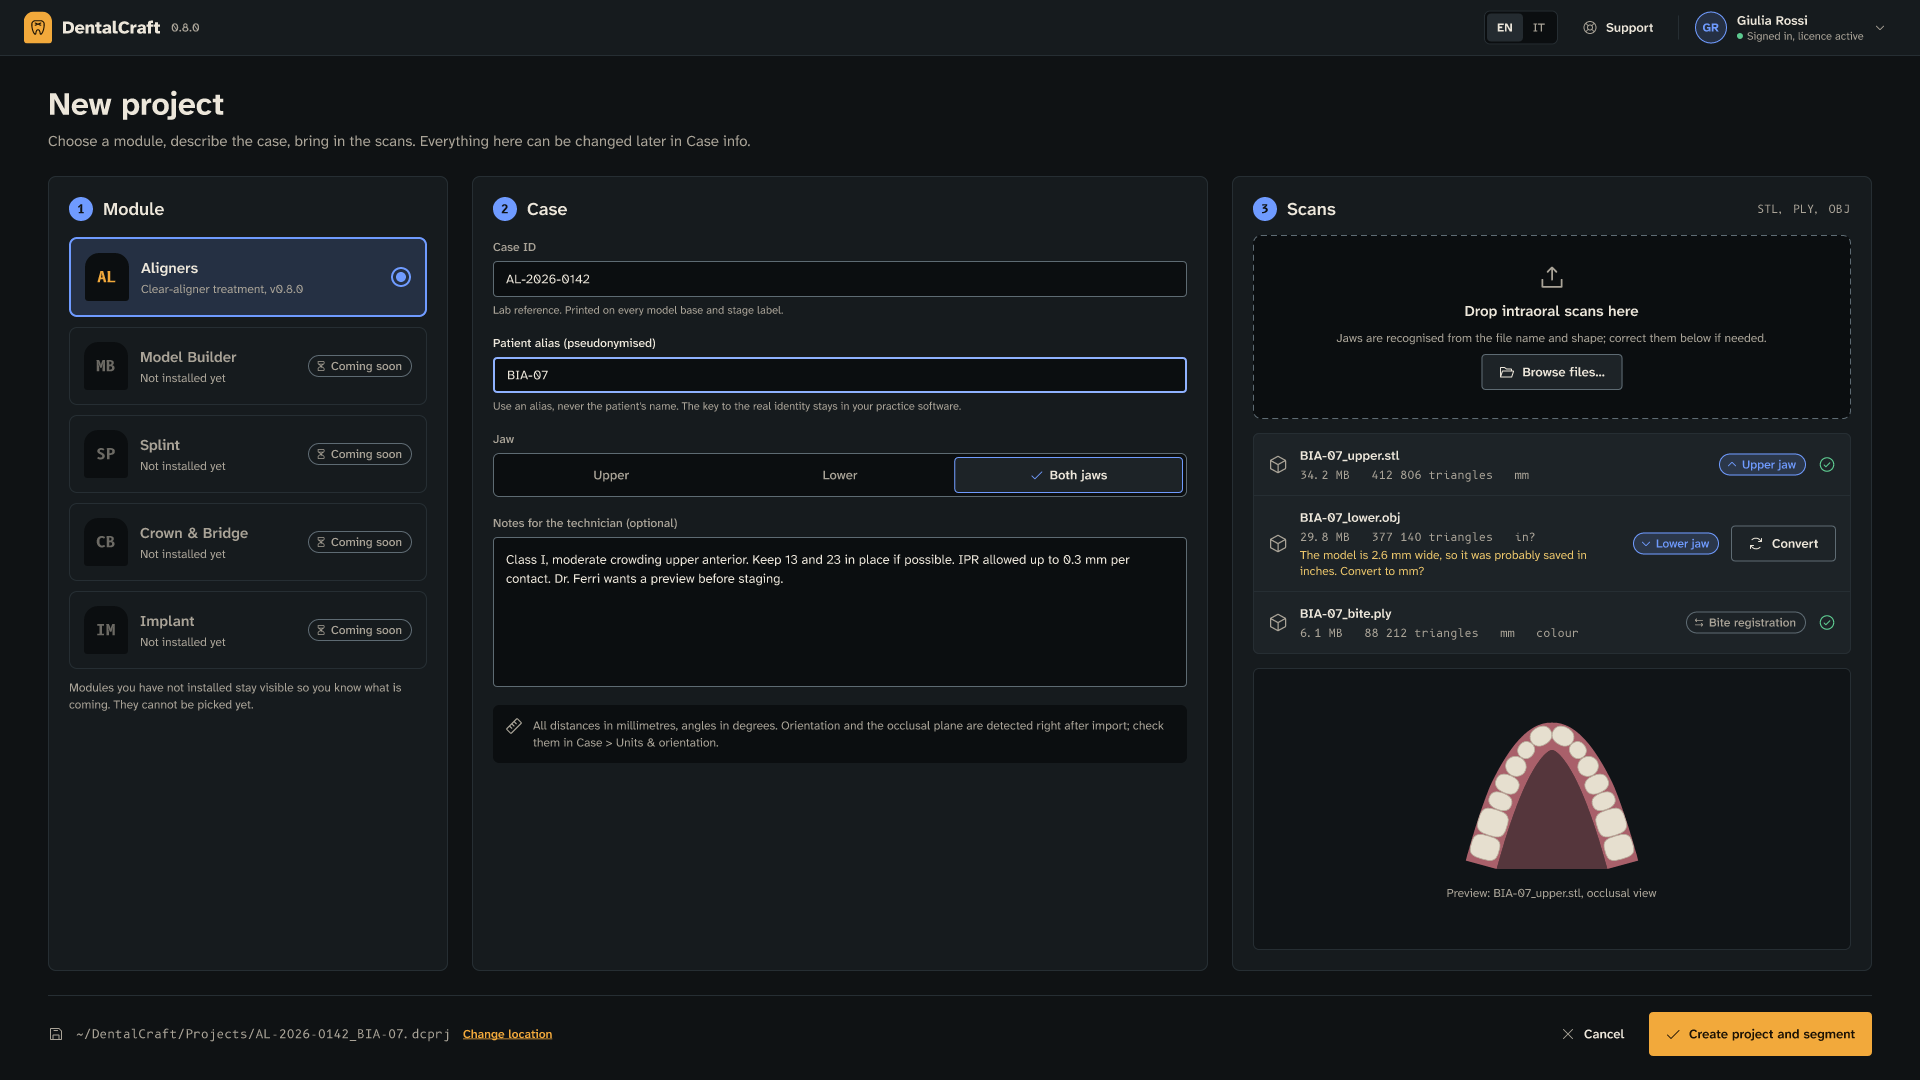 DentalCraft 0.8.0
EN IT
Support
GR
Giulia Rossi
Signed in, licence active
New project
Choose a module, describe the case, bring in the scans. Everything here can be changed later in Case info.
1 Module
AL
Aligners
Clear-aligner treatment, v0.8.0
MB
Model Builder
Not installed yet
Coming soon
SP
Splint
Not installed yet
Coming soon
CB
Crown & Bridge
Not installed yet
Coming soon
IM
Implant
Not installed yet
Coming soon
Modules you have not installed stay visible so you know what is
coming. They cannot be picked yet.
2 Case
Case ID
AL-2026-0142
Lab reference. Printed on every model base and stage label.
Patient alias (pseudonymised)
BIA-07
Use an alias, never the patient's name. The key to the real identity stays in your practice software.
Jaw
Upper Lower Both jaws
Notes for the technician (optional)
Class I, moderate crowding upper anterior. Keep 13 and 23 in place if possible. IPR allowed up to 0.3 mm per
contact. Dr. Ferri wants a preview before staging.
All distances in millimetres, angles in degrees. Orientation and the occlusal plane are detected right after import; check
them in Case > Units & orientation.
3 Scans
STL, PLY, OBJ
Drop intraoral scans here
Jaws are recognised from the file name and shape; correct them below if needed.
Browse files...
BIA-07_upper.stl
34.2 MB 412 806 triangles mm
Upper jaw
BIA-07_lower.obj
29.8 MB 377 140 triangles in?
The model is 2.6 mm wide, so it was probably saved in
inches. Convert to mm?
Lower jaw
Convert
BIA-07_bite.ply
6.1 MB 88 212 triangles mm colour
Bite registration
Preview: BIA-07_upper.stl, occlusal view
~/DentalCraft/Projects/AL-2026-0142_BIA-07.dcprj Change location
Cancel
Create project and segment